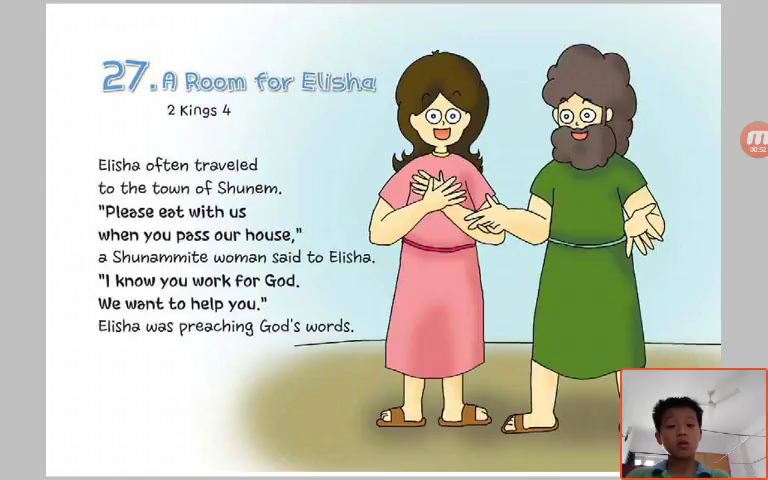 27. A Room for Elisha
2 Kings 4
Elisha often traveled
to the town of Shunem.
"Please eat with us
when you pass our house,"
a Shunammite woman said to Elisha.
"I know you work for God.
We want to help you."
Elisha was preaching God's words.
00:52